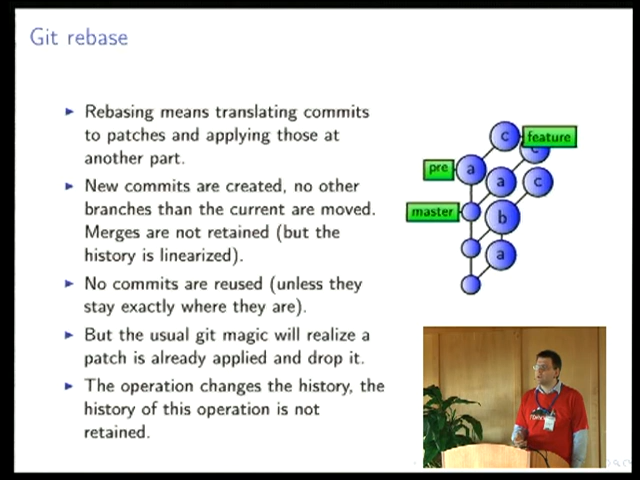 Git rebase
Rebasing means translating commits
to patches and applying those at
another part.
New commits are created, no other
branches than the current are moved.
Merges are not retained (but the
history is linearized).
No commits are reused (unless they
stay exactly where they are).
But the usual git magic will realize a
patch is already applied and drop it.
The operation changes the history, the
history of this operation is not
retained.
c
feature
c
pre
a
a
c
master
b
a